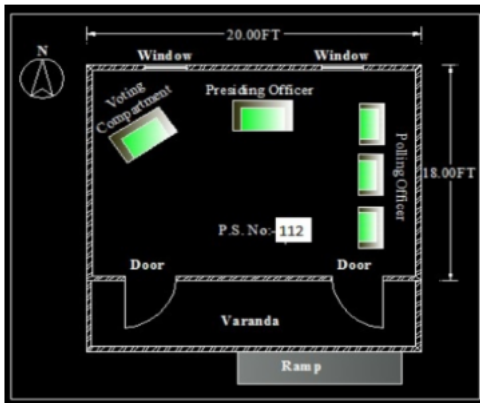 20.00FT
N
Window
Window
Voting
Compartment
Presiding Officer
Polling Officer
18.00FT
P.S. No:- 112
Door
Door
Varanda
Ramp